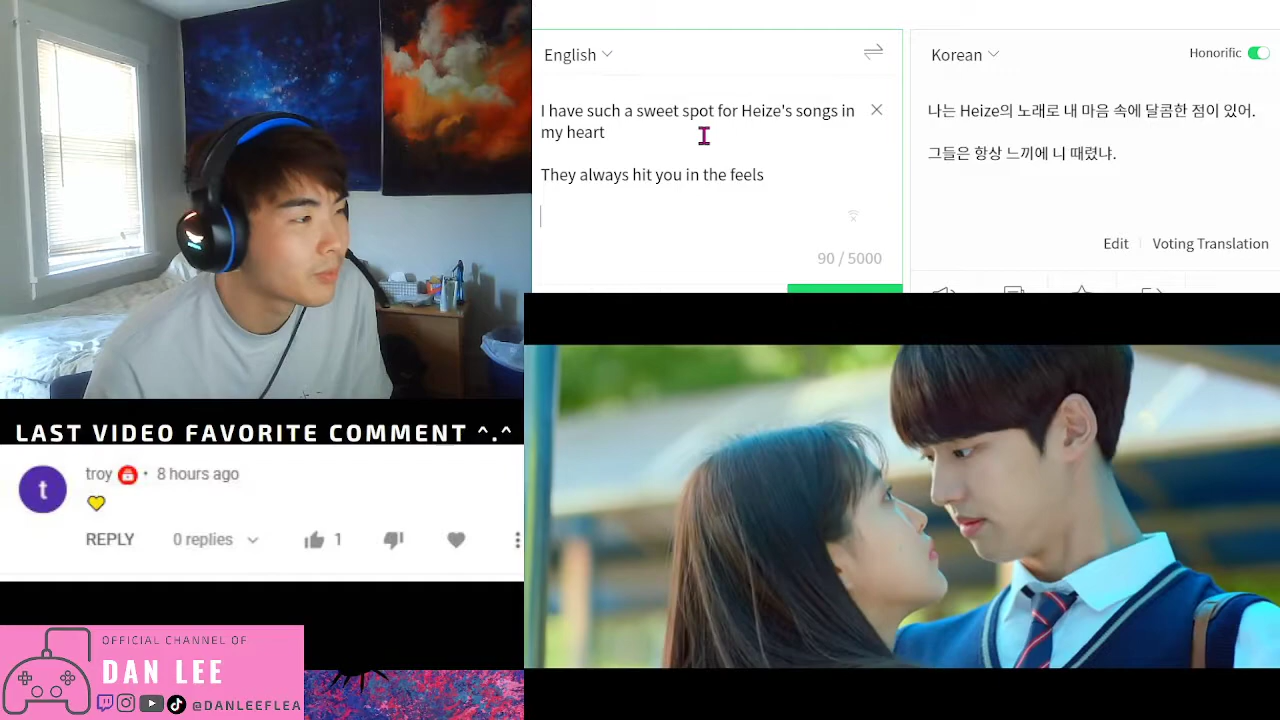 English
I have such a sweet spot for Heize's songs in
my heart
They always hit you in the feels
90 / 5000
Korean
Honorific
나는 Heize의 노래로 내 마음 속에 달콤한 점이 있어.
그들은 항상 느끼에 니 때렸냐.
Edit
Voting Translation
LAST VIDEO FAVORITE COMMENT ^.^
t
troy • 8 hours ago
REPLY
0 replies
1
OFFICIAL CHANNEL OF
DAN LEE
@DANLEEFLEA